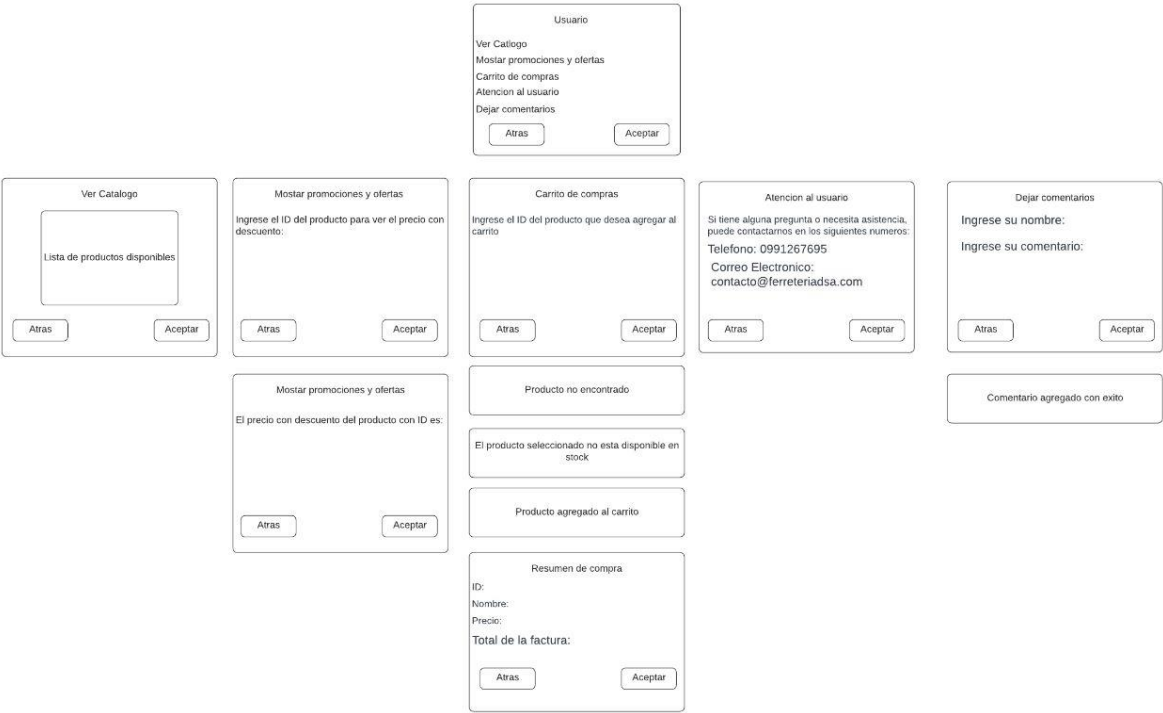 Usuario
Ver Catlogo
Mostar promociones y ofertas
Carrito de compras
Atencion al usuario
Dejar comentarios
Atras
Aceptar
Ver Catalogo
Lista de productos disponibles
Atras
Aceptar
Mostar promociones y ofertas
Ingrese el ID del producto para ver el precio con
descuento:
Atras
Aceptar
Carrito de compras
Ingrese el ID del producto que desea agregar al
carrito
Atras
Aceptar
Atencion al usuario
Si tiene alguna pregunta o necesita asistencia,
puede contactarnos en los siguientes numeros:
Telefono: 0991267695
Correo Electronico:
contacto@ferreteriadsa.com
Atras
Aceptar
Dejar comentarios
Ingrese su nombre:
Ingrese su comentario:
Atras
Aceptar
Mostar promociones y ofertas
El precio con descuento del producto con ID es:
Atras
Aceptar
Producto no encontrado
El producto seleccionado no esta disponible en
stock
Producto agregado al carrito
Resumen de compra
ID:
Nombre:
Precio:
Total de la factura:
Atras
Aceptar
Comentario agregado con exito